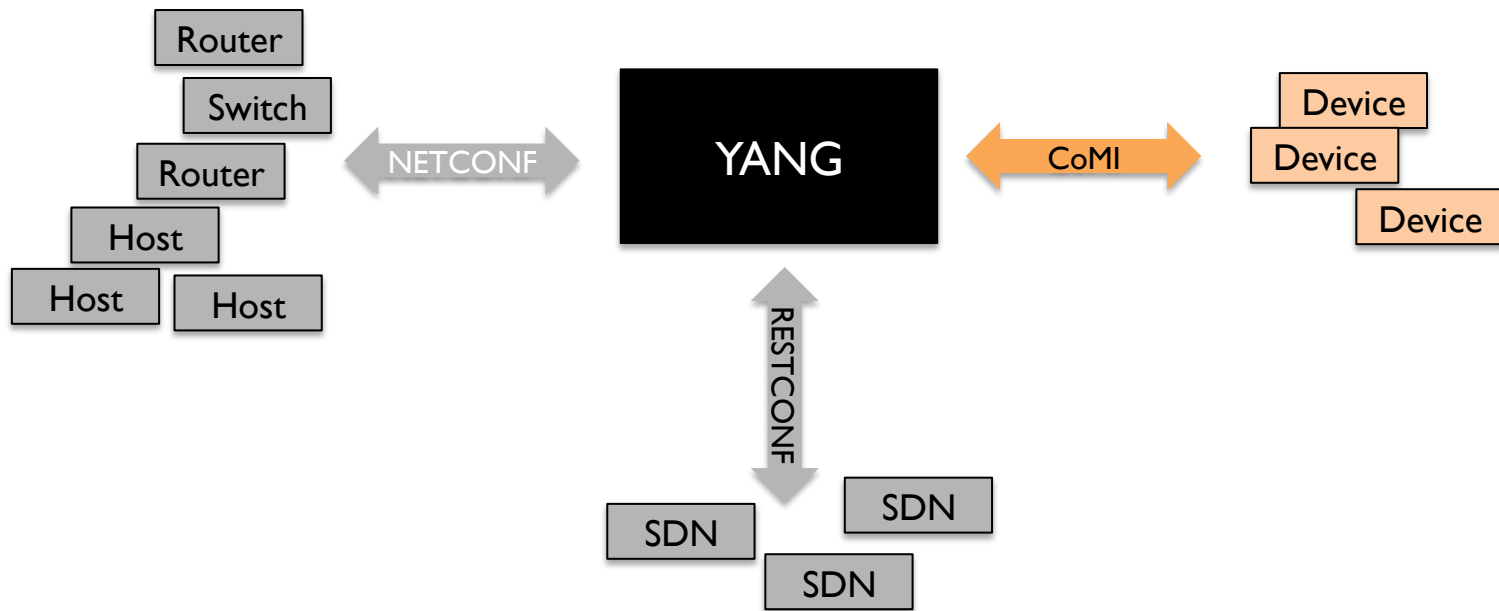 Router
Switch
Router
Host
Host
Host
NETCONF
YANG
CoMI
Device
Device
Device
RESTCONF
SDN
SDN
SDN